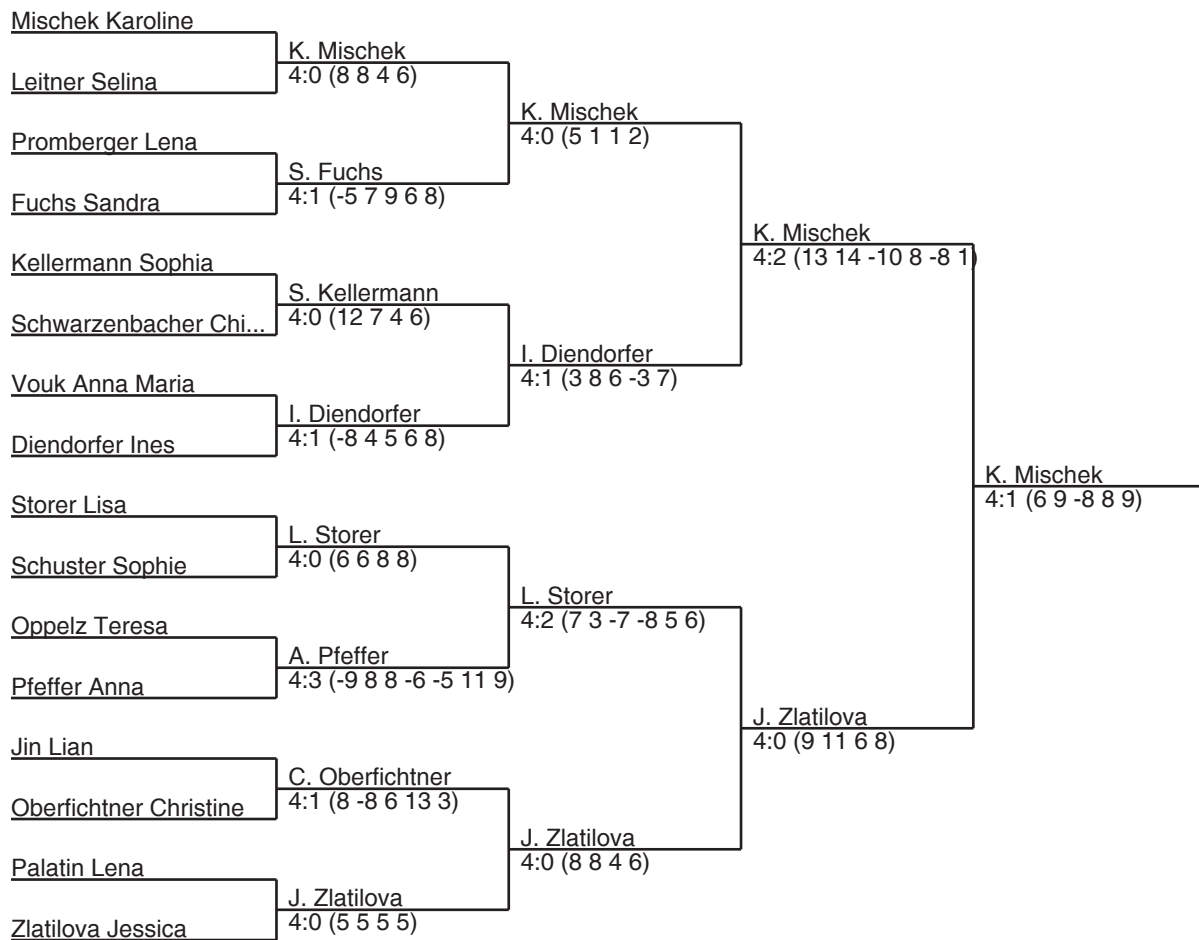 Mischek Karoline
K. Mischek
4:0 (8 8 4 6)
Leitner Selina
K. Mischek
4:0 (5 1 1 2)
Promberger Lena
S. Fuchs
4:1 (-5 7 9 6 8)
Fuchs Sandra
K. Mischek
4:2 (13 14 -10 8 -8 1)
Kellermann Sophia
S. Kellermann
4:0 (12 7 4 6)
Schwarzenbacher Chi...
I. Diendorfer
4:1 (3 8 6 -3 7)
Vouk Anna Maria
I. Diendorfer
4:1 (-8 4 5 6 8)
Diendorfer Ines
K. Mischek
4:1 (6 9 -8 8 9)
Storer Lisa
L. Storer
4:0 (6 6 8 8)
Schuster Sophie
L. Storer
4:2 (7 3 -7 -8 5 6)
Oppelz Teresa
A. Pfeffer
4:3 (-9 8 8 -6 -5 11 9)
Pfeffer Anna
J. Zlatilova
4:0 (9 11 6 8)
Jin Lian
C. Oberfichtner
4:1 (8 -8 6 13 3)
Oberfichtner Christine
J. Zlatilova
4:0 (8 8 4 6)
Palatin Lena
J. Zlatilova
4:0 (5 5 5 5)
Zlatilova Jessica